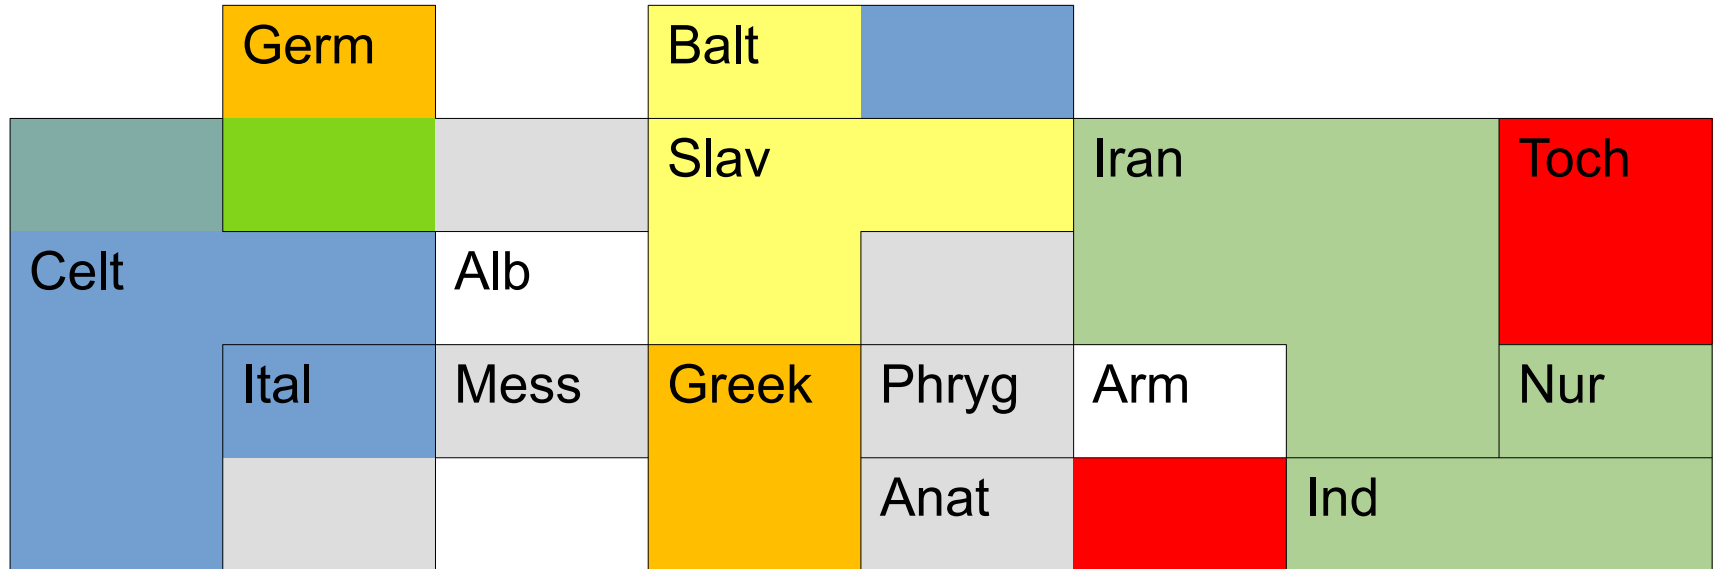 Germ
Balt
Slav
Iran
Toch
Celt
Alb
Ital
Mess
Greek
Phryg
Arm
Nur
Anat
Ind